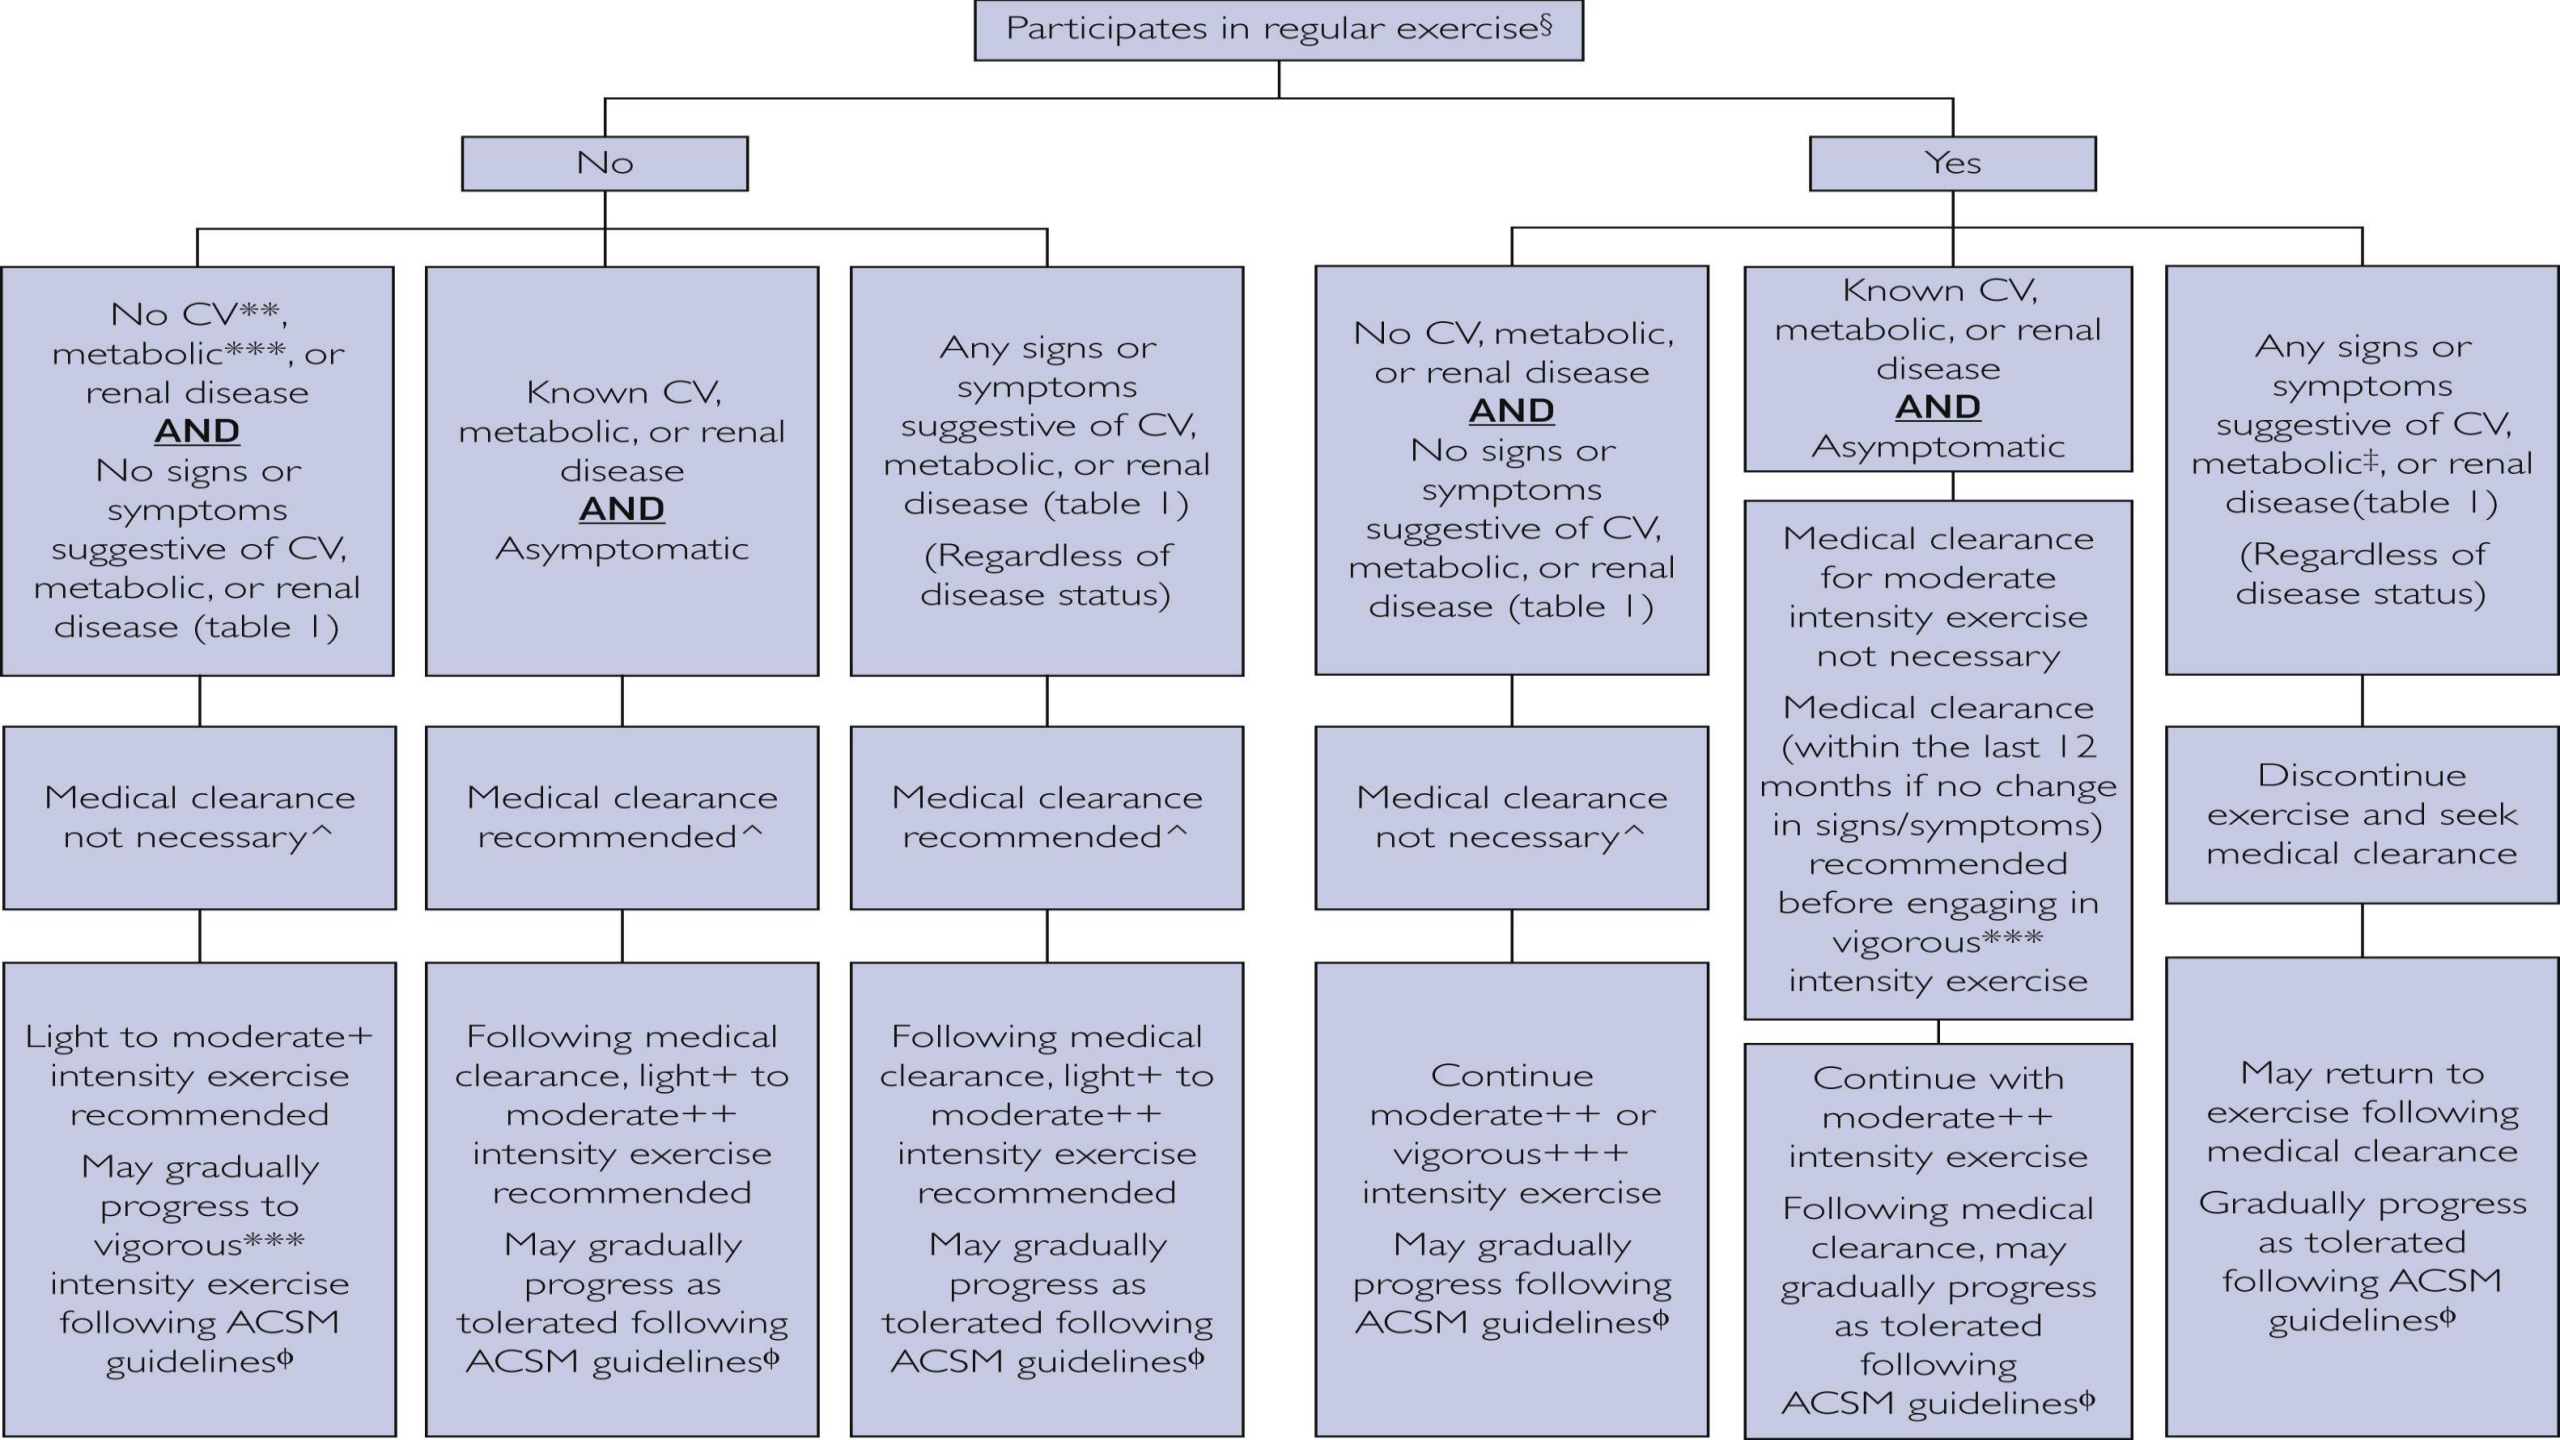 Participates in regular exercise§
No
Yes
No CV**,
metabolic***, or
renal disease
AND
No signs or
symptoms
suggestive of CV,
metabolic, or renal
disease (table 1)
Known CV,
metabolic, or renal
disease
AND
Asymptomatic
Any signs or
symptoms
suggestive of CV,
metabolic, or renal
disease (table 1)
(Regardless of
disease status)
No CV, metabolic,
or renal disease
AND
No signs or
symptoms
suggestive of CV,
metabolic, or renal
disease (table 1)
Known CV,
metabolic, or renal
disease
AND
Asymptomatic
Any signs or
symptoms
suggestive of CV,
metabolic‡, or renal
disease(table 1)
(Regardless of
disease status)
Medical clearance
not necessary^
Medical clearance
recommended^
Medical clearance
recommended^
Medical clearance
not necessary^
Medical clearance
for moderate
intensity exercise
not necessary
Medical clearance
(within the last 12
months if no change
in signs/symptoms)
recommended
before engaging in
vigorous***
intensity exercise
Discontinue
exercise and seek
medical clearance
Light to moderate+
intensity exercise
recommended
May gradually
progress to
vigorous***
intensity exercise
following ACSM
guidelinesϕ
Following medical
clearance, light+ to
moderate++
intensity exercise
recommended
May gradually
progress as
tolerated following
ACSM guidelinesϕ
Following medical
clearance, light+ to
moderate++
intensity exercise
recommended
May gradually
progress as
tolerated following
ACSM guidelinesϕ
Continue
moderate++ or
vigorous+++
intensity exercise
May gradually
progress following
ACSM guidelinesϕ
Continue with
moderate++
intensity exercise
Following medical
clearance, may
gradually progress
as tolerated
following
ACSM guidelinesϕ
May return to
exercise following
medical clearance
Gradually progress
as tolerated
following ACSM
guidelinesϕ